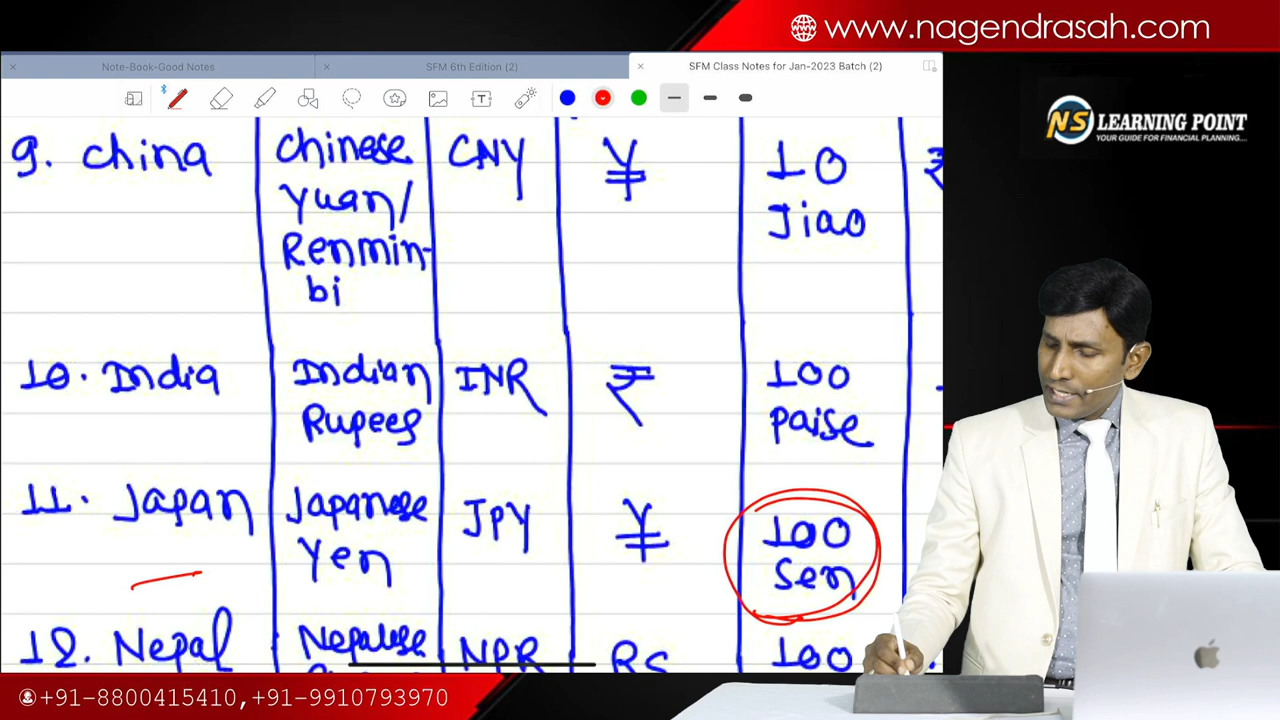 www.nagendrasah.com
Note-Book-Good Notes
SFM 6th Edition (2)
SFM Class Notes for Jan-2023 Batch (2)
NS LEARNING POINT
YOUR GUIDE FOR FINANCIAL PLANNING....
9. China Chinese CNY ¥ 10 ₹
Yuan/ Jiao
Renmin-
bi
10. India Indian INR ₹ 100
Rupees Paise
11. Japan Japanese JPY ¥ 100
Yen Sen
12. Nepal Nepalese NPR Rs 100
+91-8800415410,+91-9910793970